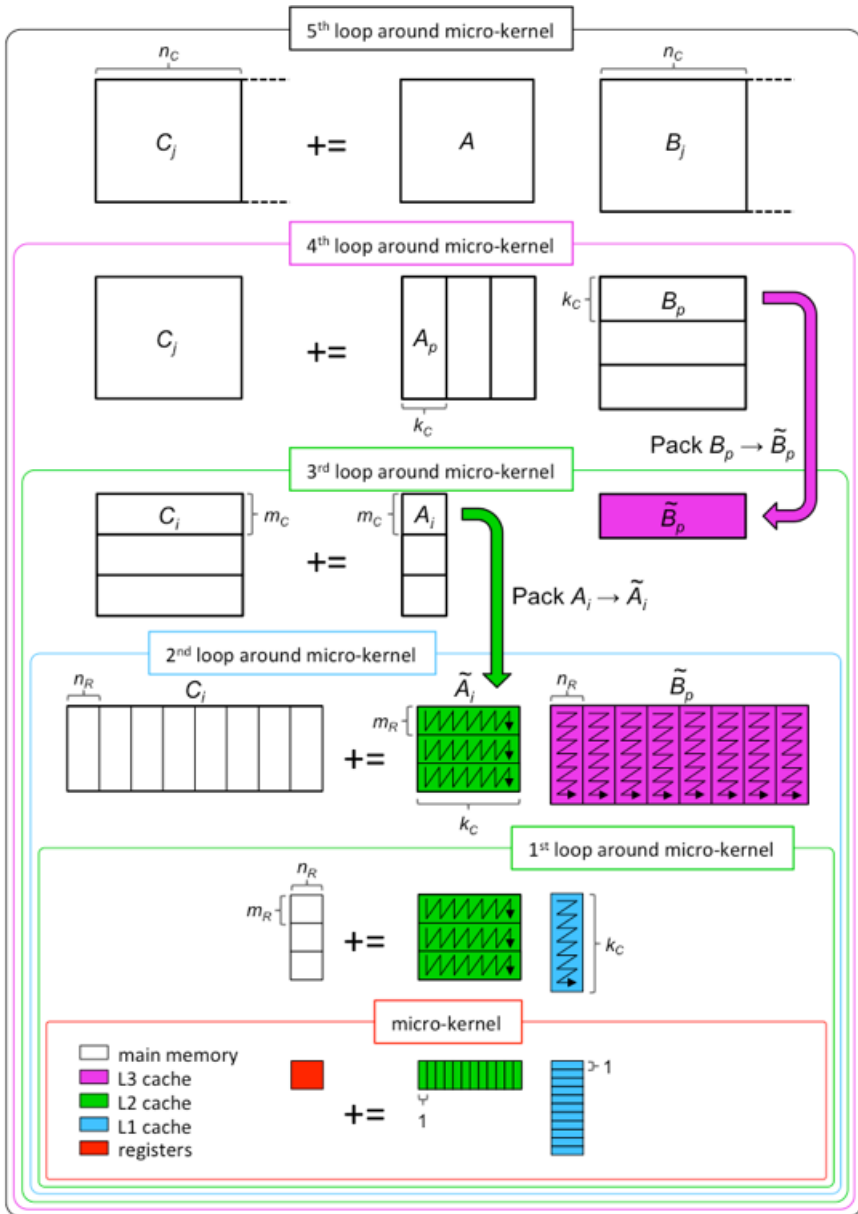 5th loop around micro-kernel
nC nC
Cj += A Bj
4th loop around micro-kernel
Cj += Ap kC Bp
kC
Pack Bp → B̃p
3rd loop around micro-kernel
Ci mC += mC Ai B̃p
Pack Ai → Ãi
2nd loop around micro-kernel
nR Ci Ãi nR B̃p
mR
+=
kC
1st loop around micro-kernel
nR
mR += kC
micro-kernel
main memory
L3 cache
L2 cache
L1 cache
registers
+=
1
1